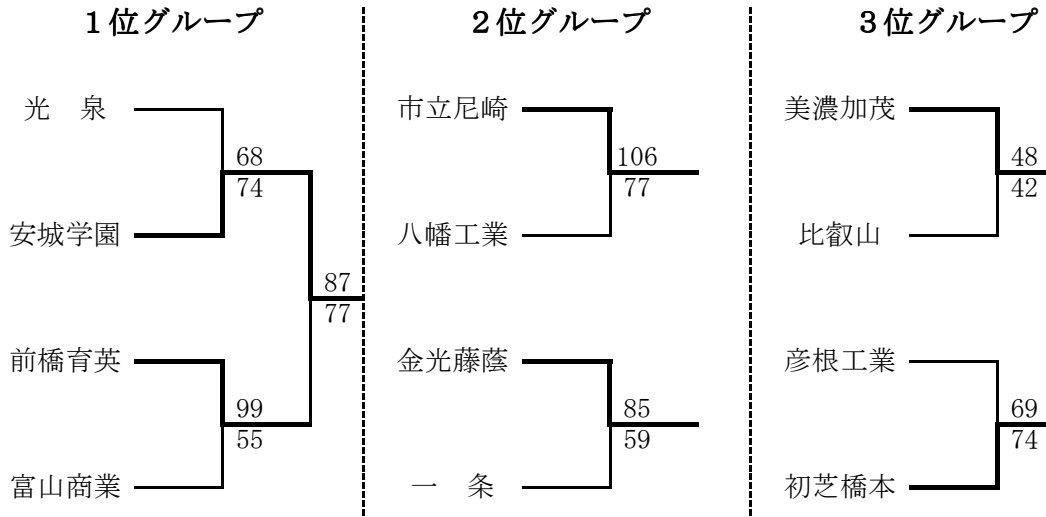 １位グループ
光　泉
68
74
安城学園
87
77
前橋育英
99
55
富山商業
２位グループ
市立尼崎
106
77
八幡工業
金光藤蔭
85
59
一　条
３位グループ
美濃加茂
48
42
比叡山
彦根工業
69
74
初芝橋本